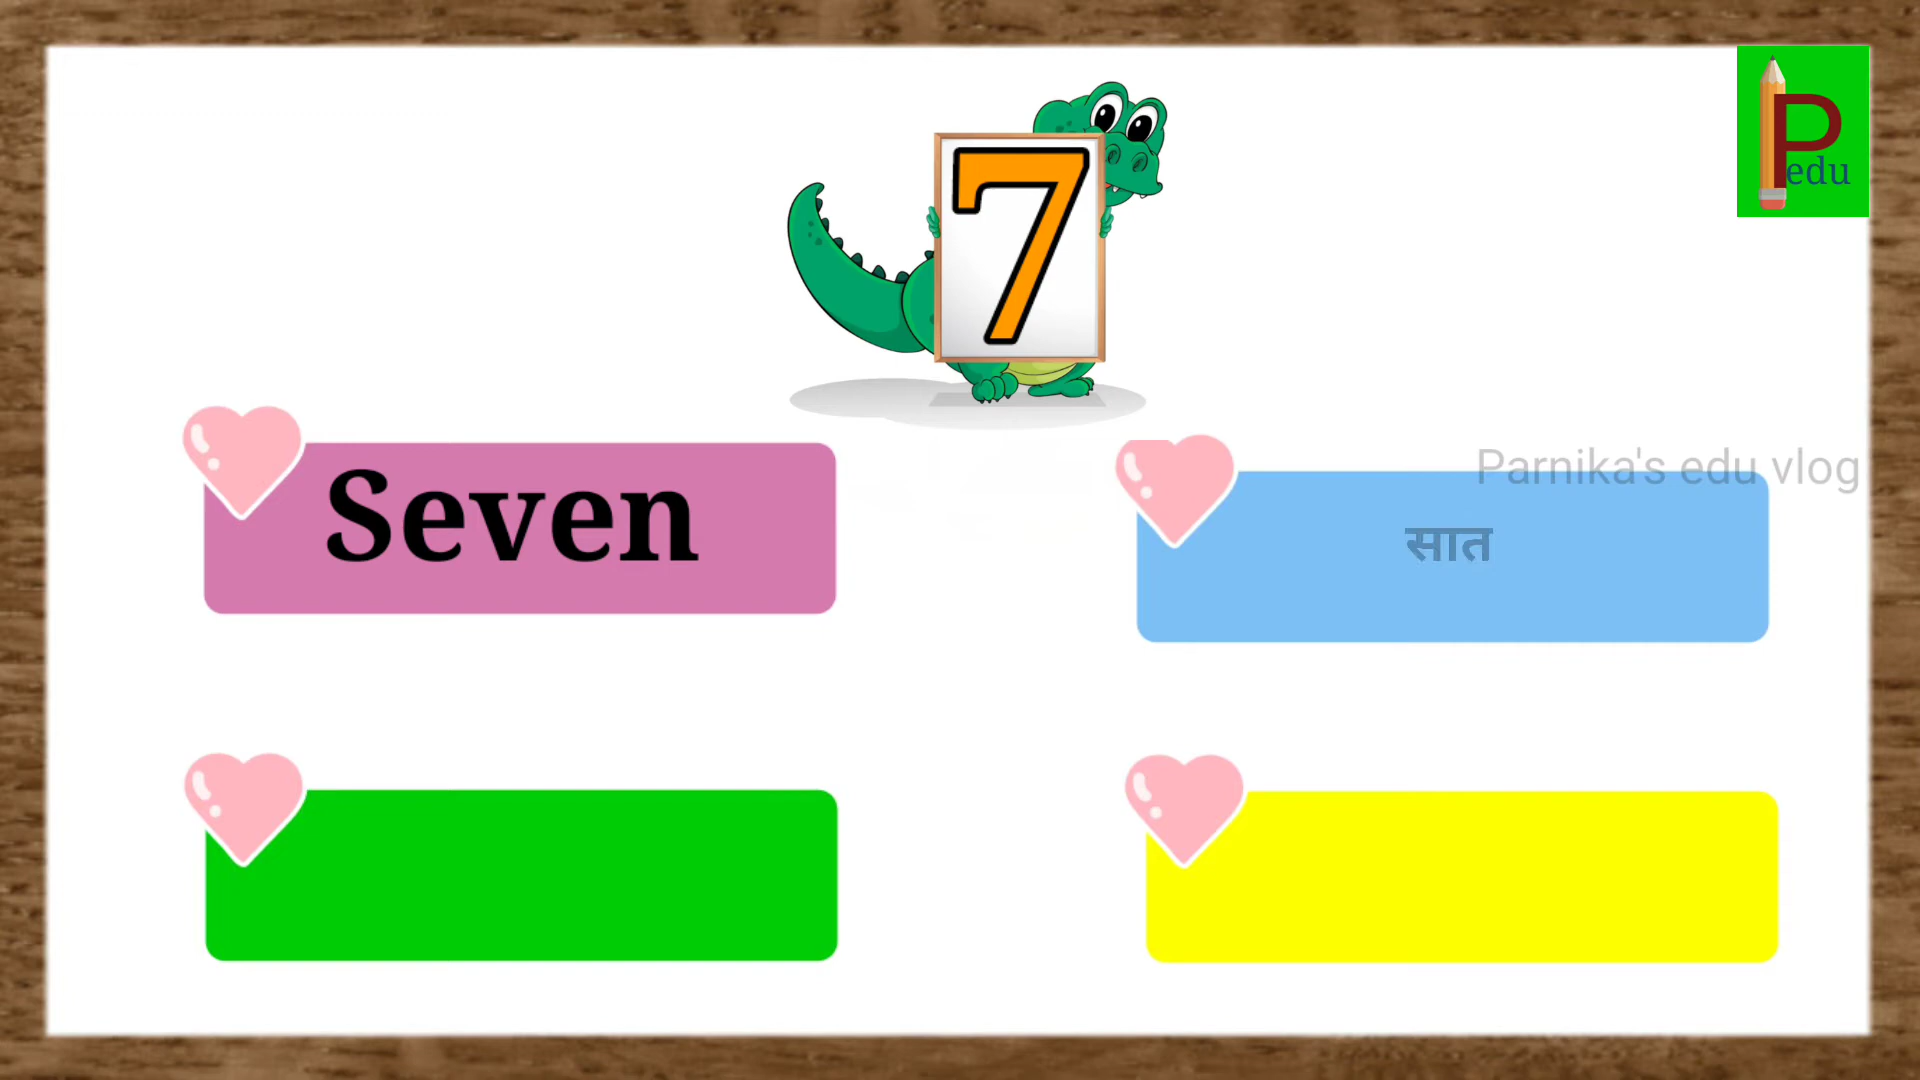 P
edu
7
Parnika's edu vlog
Seven
सात